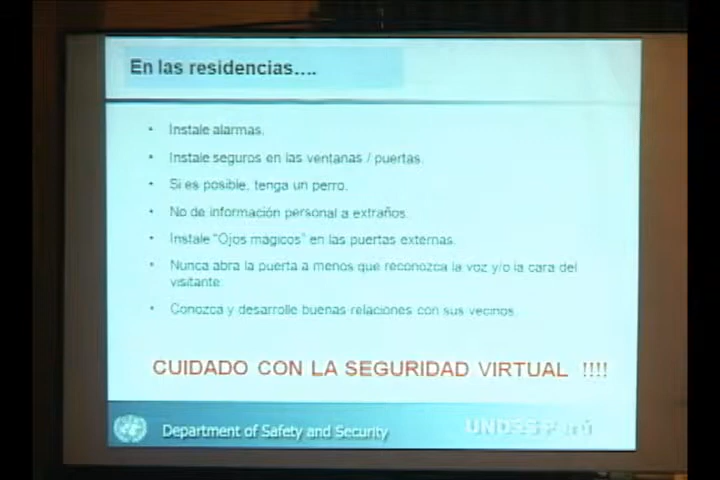 En las residencias....
• Instale alarmas.
• Instale seguros en las ventanas / puertas.
• Si es posible, tenga un perro.
• No de información personal a extraños.
• Instale "Ojos magicos" en las puertas externas.
• Nunca abra la puerta a menos que reconozca la voz y/o la cara del
visitante.
• Conozca y desarrolle buenas relaciones con sus vecinos.
CUIDADO CON LA SEGURIDAD VIRTUAL !!!!
Department of Safety and Security
UNDSS Perú